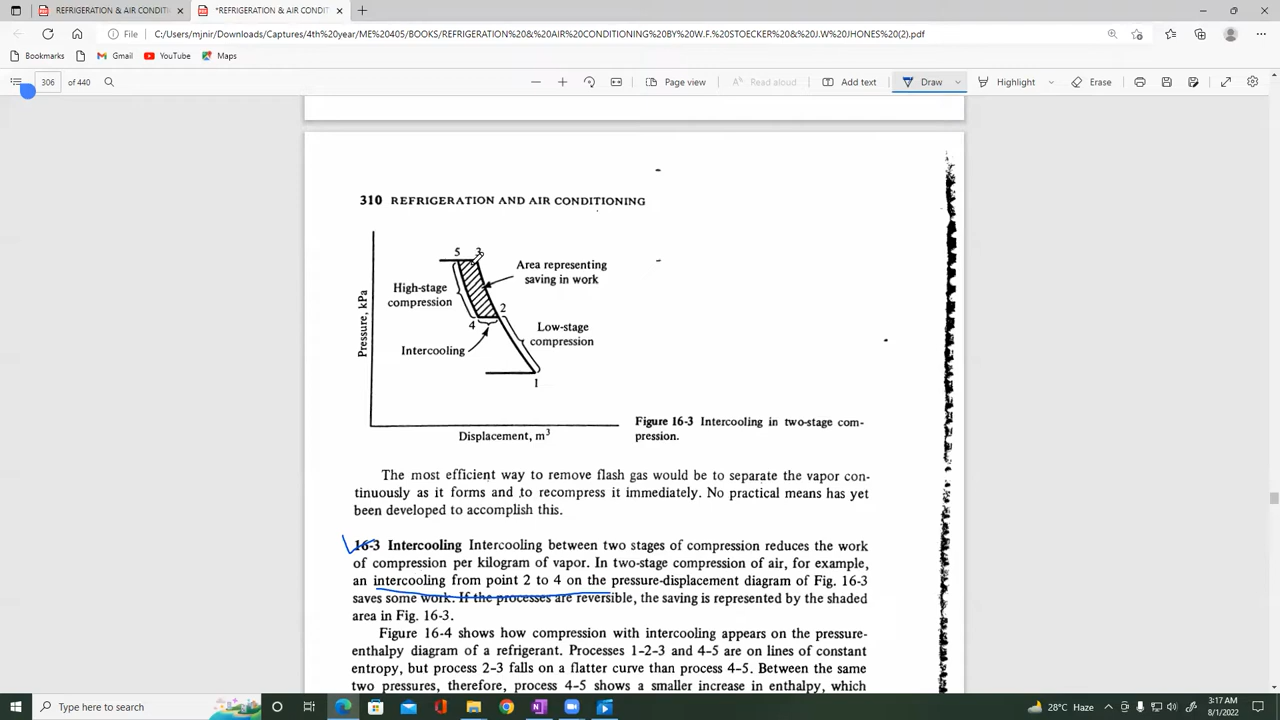 REFRIGERATION & AIR CONDITI
*REFRIGERATION & AIR CONDITION
File
C:/Users/mjnir/Downloads/Captures/4th%20year/ME%20405/BOOKS/REFRIGERATION%20&%20AIR%20CONDITIONING%20BY%20W.F.%20STOECKER%20&%20J.W%20JHONES%20(2).pdf
Bookmarks
Gmail
YouTube
Maps
306 of 440
Page view
Read aloud
Add text
Draw
Highlight
Erase
310 REFRIGERATION AND AIR CONDITIONING
5 3
Area representing
saving in work
High-stage
compression
2
4
Low-stage
compression
Intercooling
1
Pressure, kPa
Displacement, m³
Figure 16-3 Intercooling in two-stage com-
pression.
The most efficient way to remove flash gas would be to separate the vapor con-
tinuously as it forms and to recompress it immediately. No practical means has yet
been developed to accomplish this.
16-3 Intercooling Intercooling between two stages of compression reduces the work
of compression per kilogram of vapor. In two-stage compression of air, for example,
an intercooling from point 2 to 4 on the pressure-displacement diagram of Fig. 16-3
saves some work. If the processes are reversible, the saving is represented by the shaded
area in Fig. 16-3.
Figure 16-4 shows how compression with intercooling appears on the pressure-
enthalpy diagram of a refrigerant. Processes 1-2-3 and 4-5 are on lines of constant
entropy, but process 2-3 falls on a flatter curve than process 4-5. Between the same
two pressures, therefore, process 4-5 shows a smaller increase in enthalpy, which
Type here to search
28°C Haze
3:17 AM
8/1/2022